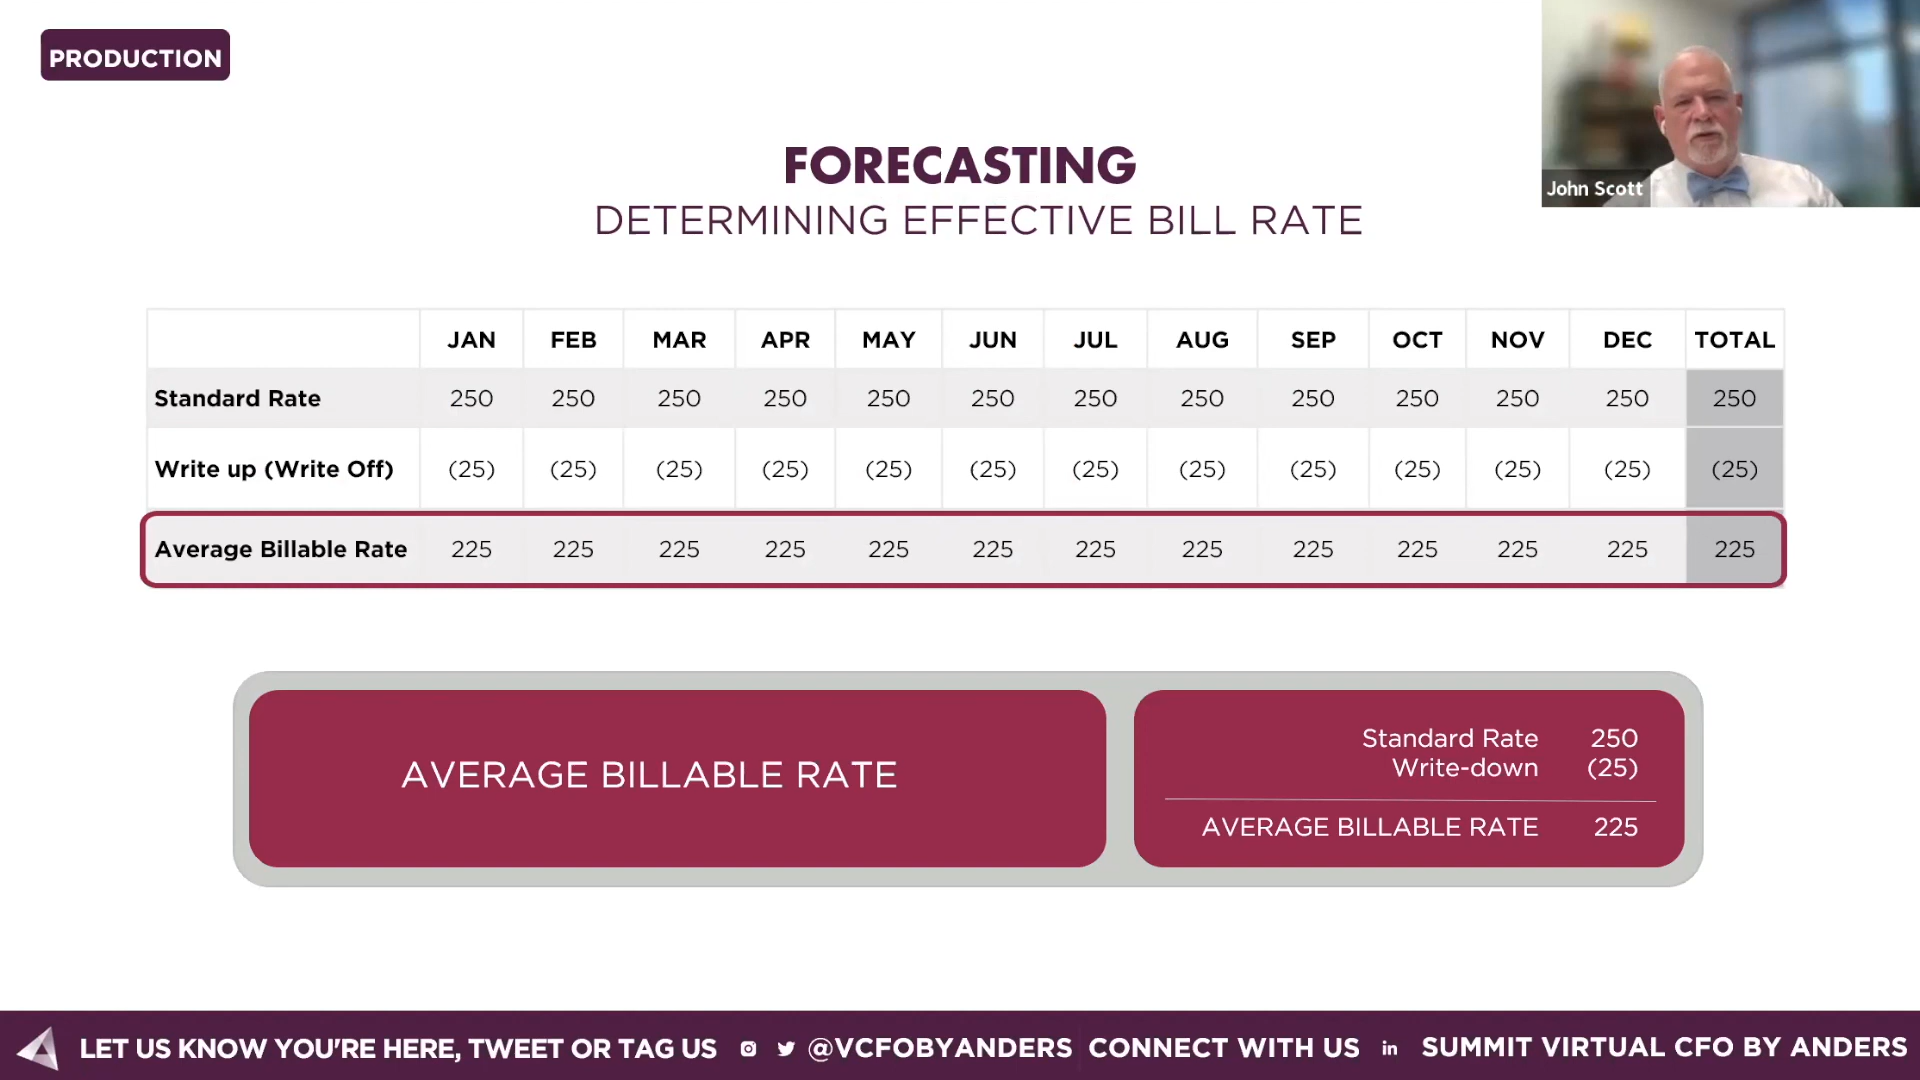 PRODUCTION
John Scott
FORECASTING
DETERMINING EFFECTIVE BILL RATE
JAN FEB MAR APR MAY JUN JUL AUG SEP OCT NOV DEC TOTAL
Standard Rate 250 250 250 250 250 250 250 250 250 250 250 250 250
Write up (Write Off) (25) (25) (25) (25) (25) (25) (25) (25) (25) (25) (25) (25) (25)
Average Billable Rate 225 225 225 225 225 225 225 225 225 225 225 225 225
AVERAGE BILLABLE RATE
Standard Rate 250
Write-down (25)
AVERAGE BILLABLE RATE 225
LET US KNOW YOU'RE HERE, TWEET OR TAG US @VCFOBYANDERS CONNECT WITH US in SUMMIT VIRTUAL CFO BY ANDERS